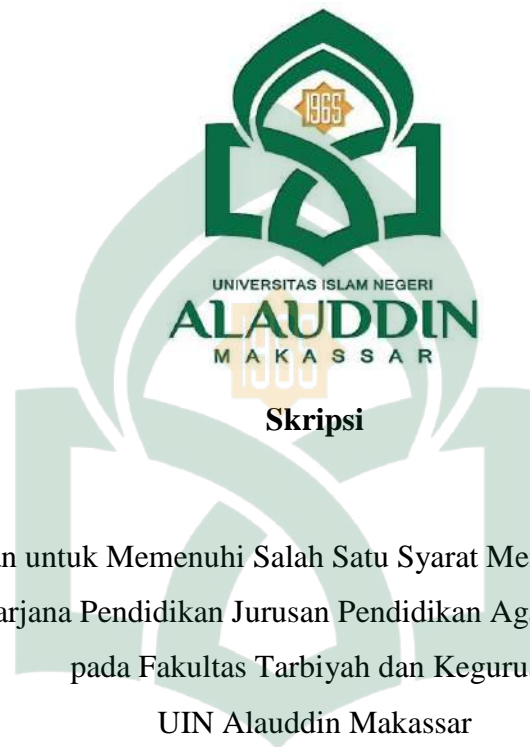 1965
UNIVERSITAS ISLAM NEGERI
ALAUDDIN
MAKASSAR
Skripsi
untuk Memenuhi Salah Satu Syarat
Pendidikan Jurusan Pendidikan
pada Fakultas Tarbiyah dan
UIN Alauddin Makassar